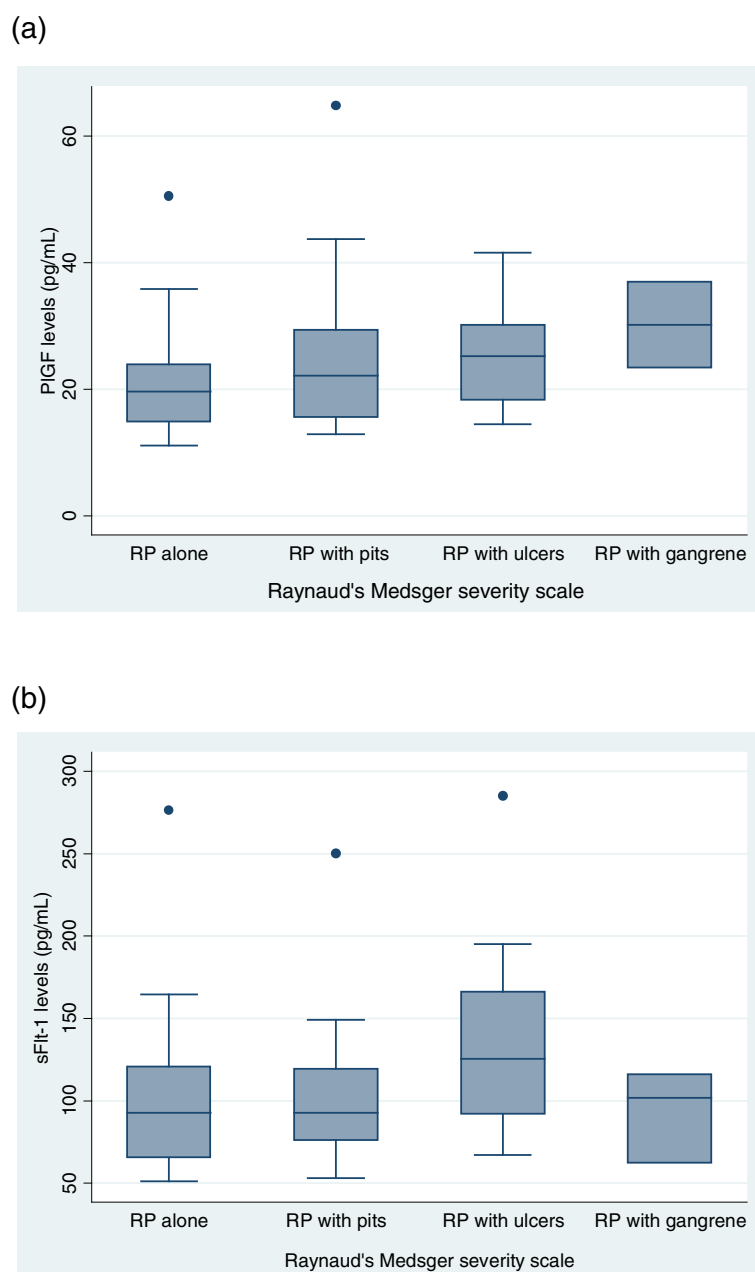 (a)
60
40
20
0
PlGF levels (pg/mL)
RP alone RP with pits RP with ulcers RP with gangrene
Raynaud's Medsger severity scale
(b)
300
250
200
150
100
50
sFlt-1 levels (pg/mL)
RP alone RP with pits RP with ulcers RP with gangrene
Raynaud's Medsger severity scale